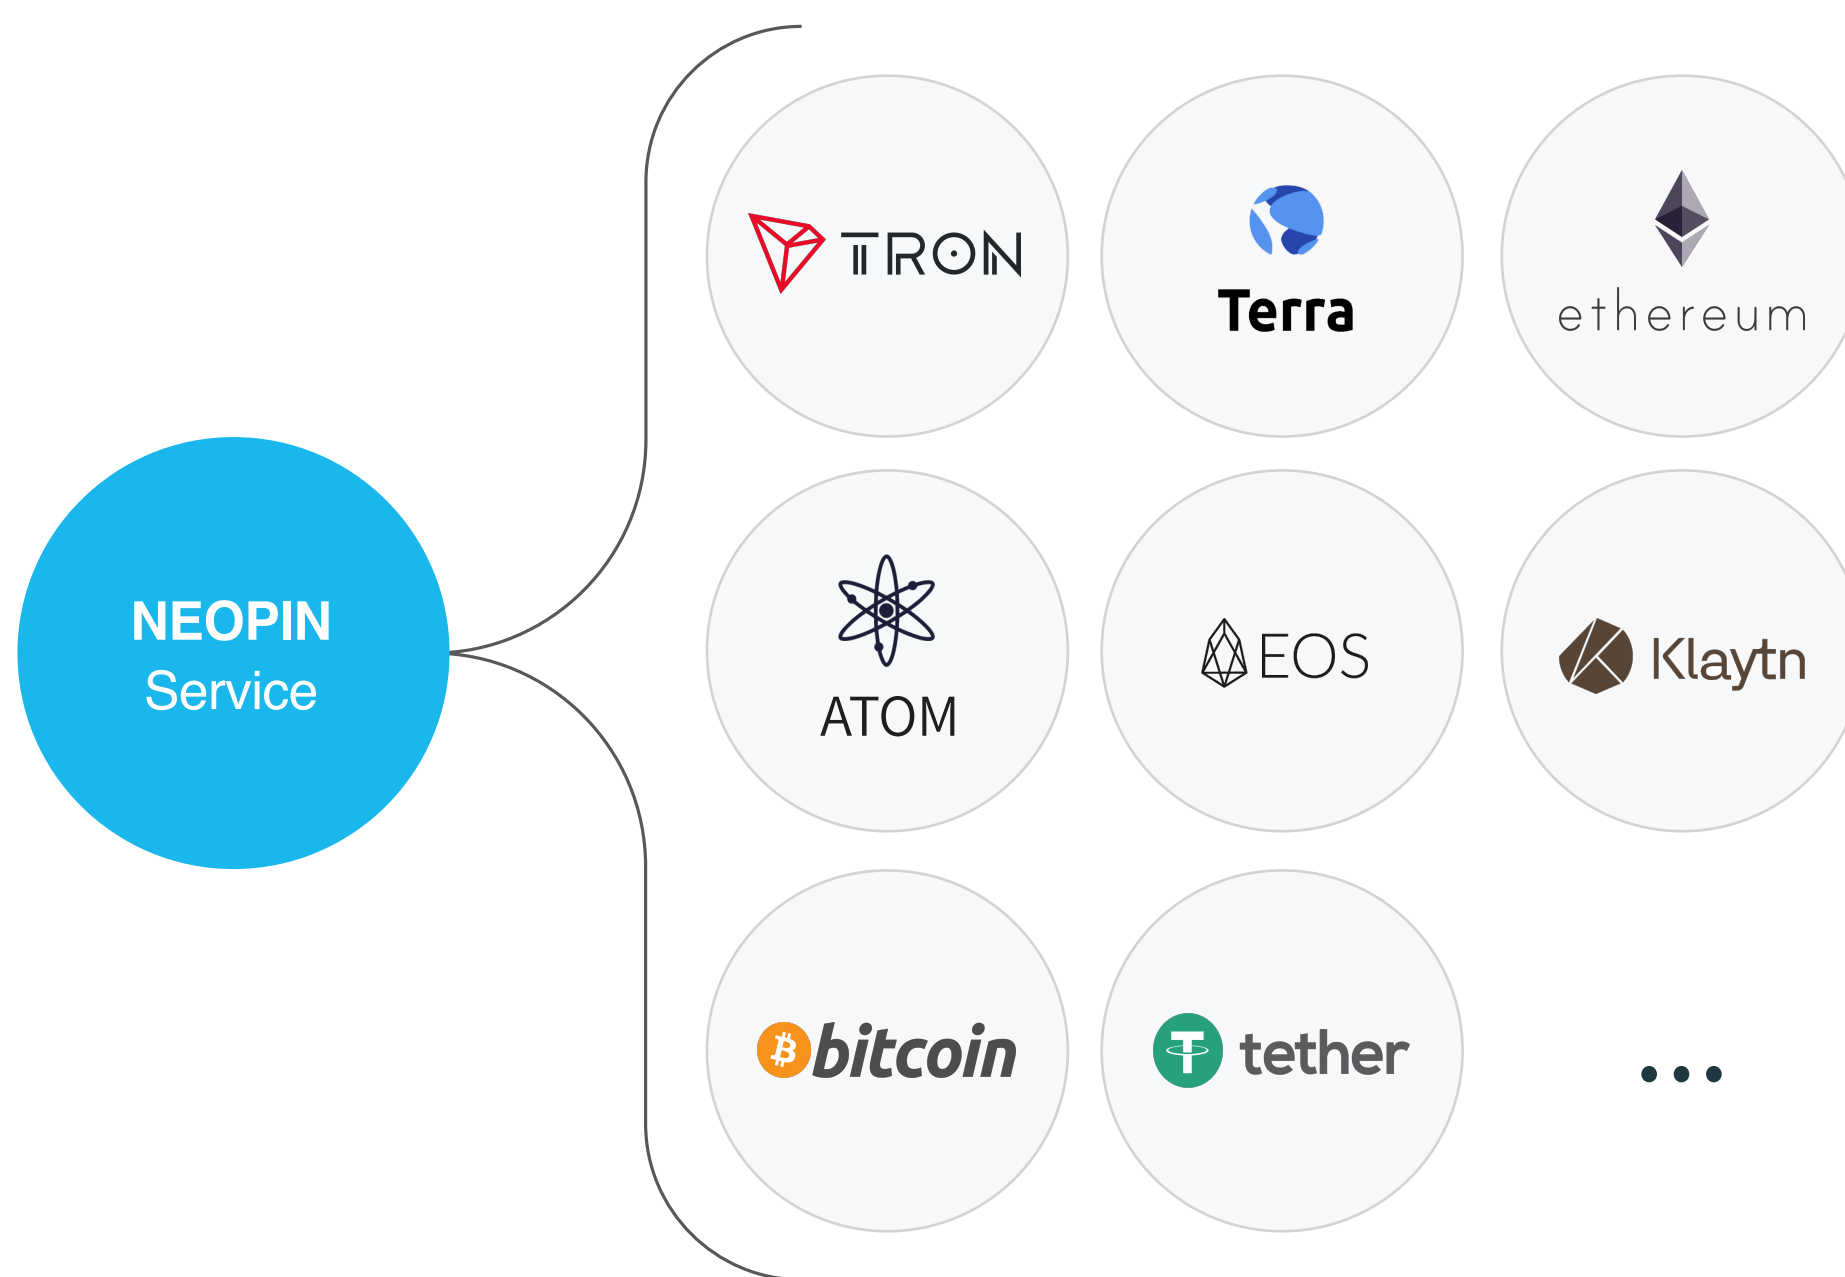 NEOPIN
Service
TRON
Terra
ethereum
ATOM
EOS
Klaytn
bitcoin
tether
...